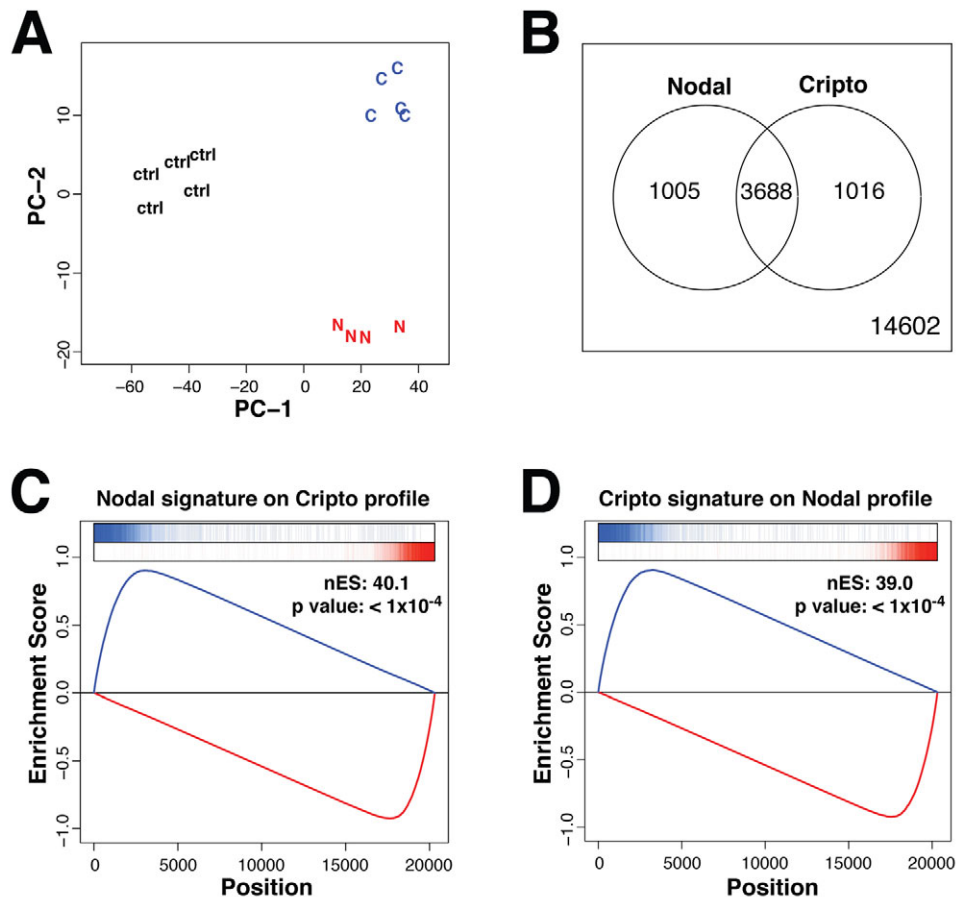 A
10
0
−10
−20
PC−2
C
C
C
C
C
ctrl
ctrl
ctrl
ctrl
ctrl
N
N
N
N
−60 −40 −20 0 20 40
PC−1
B
Nodal Cripto
1005 3688 1016
14602
C
Nodal signature on Cripto profile
nES: 40.1
p value: < 1x10⁻⁴
Enrichment Score
1.0
0.5
0.0
−0.5
−1.0
0 5000 10000 15000 20000
Position
D
Cripto signature on Nodal profile
nES: 39.0
p value: < 1x10⁻⁴
Enrichment Score
1.0
0.5
0.0
−0.5
−1.0
0 5000 10000 15000 20000
Position